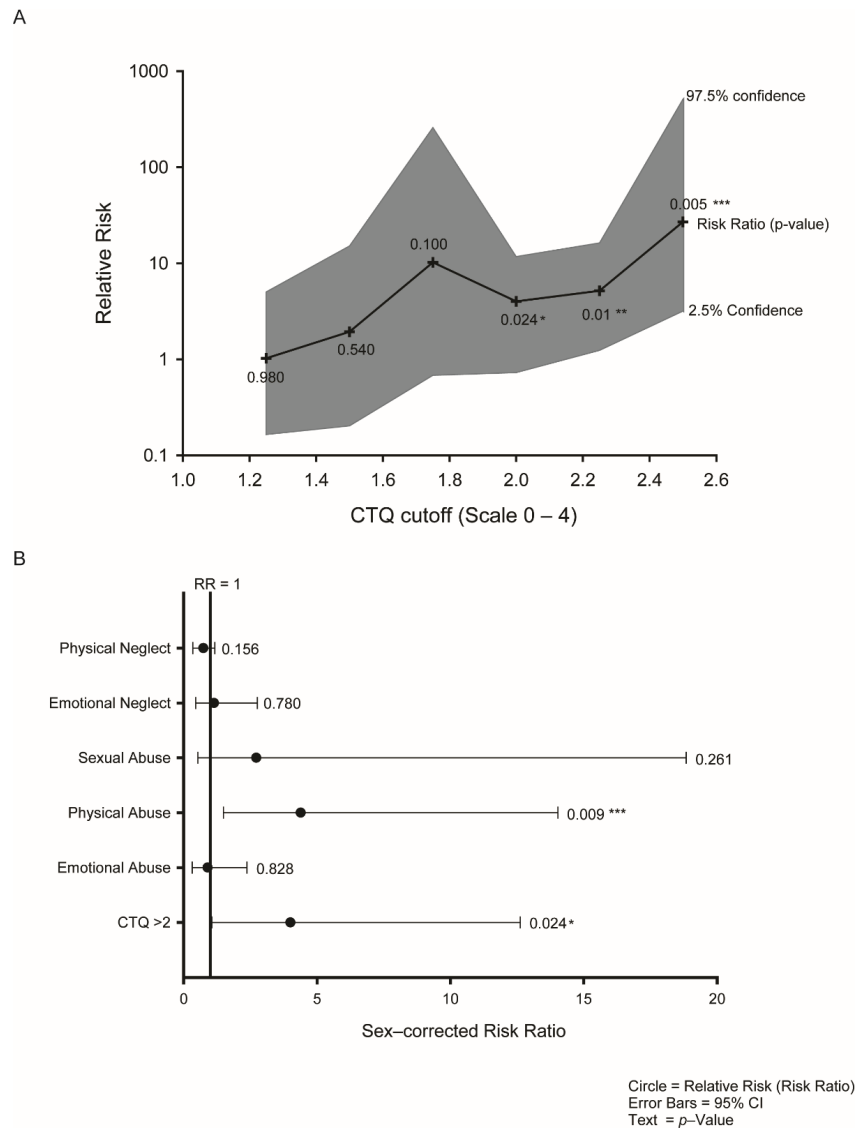 A
1000
97.5% confidence
100
0.005 ***
Risk Ratio (p-value)
0.100
Relative Risk
10
0.024 *
0.01 **
2.5% Confidence
0.540
1
0.980
0.1
1.0 1.2 1.4 1.6 1.8 2.0 2.2 2.4 2.6
CTQ cutoff (Scale 0 – 4)
B
RR = 1
Physical Neglect 0.156
Emotional Neglect 0.780
Sexual Abuse 0.261
Physical Abuse 0.009 ***
Emotional Abuse 0.828
CTQ >2 0.024 *
0 5 10 15 20
Sex–corrected Risk Ratio
Circle = Relative Risk (Risk Ratio)
Error Bars = 95% CI
Text = p–Value